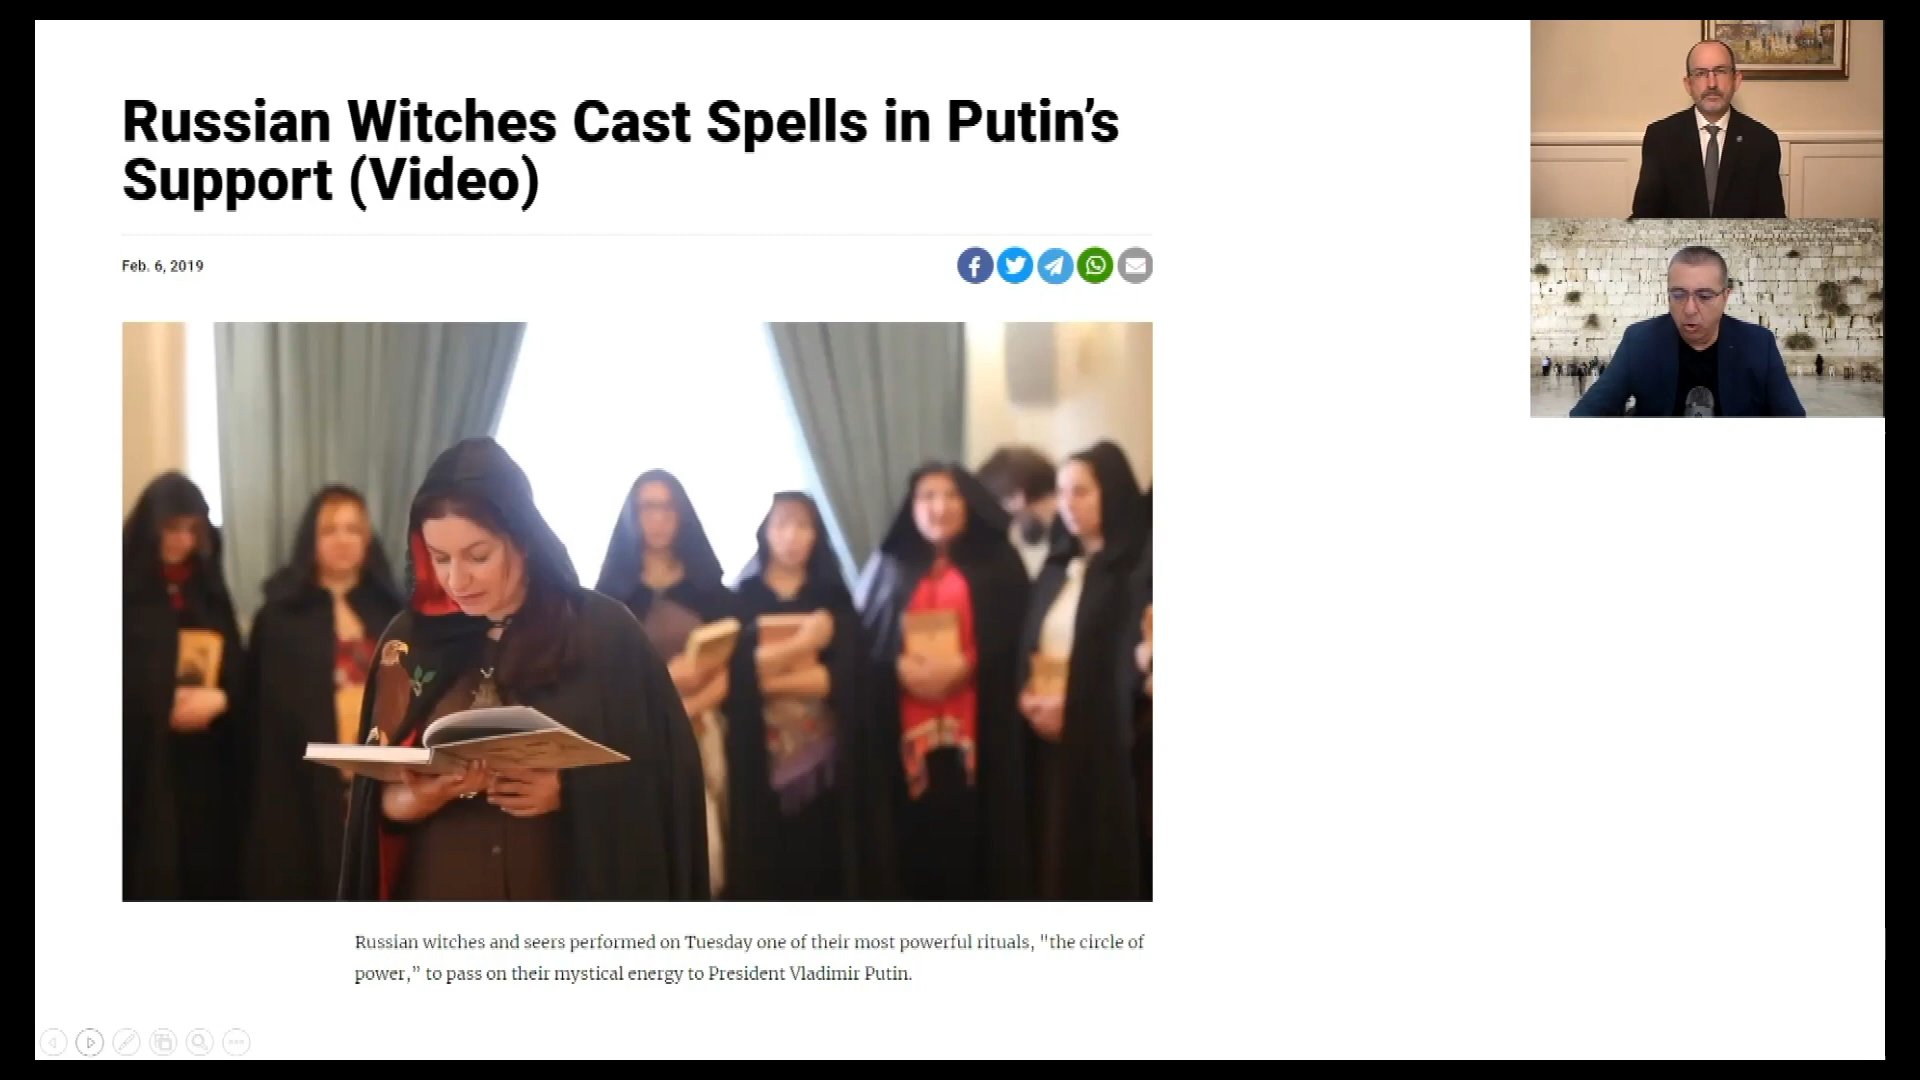 Russian Witches Cast Spells in Putin’s
Support (Video)
Feb. 6, 2019
Russian witches and seers performed on Tuesday one of their most powerful rituals, "the circle of
power,” to pass on their mystical energy to President Vladimir Putin.